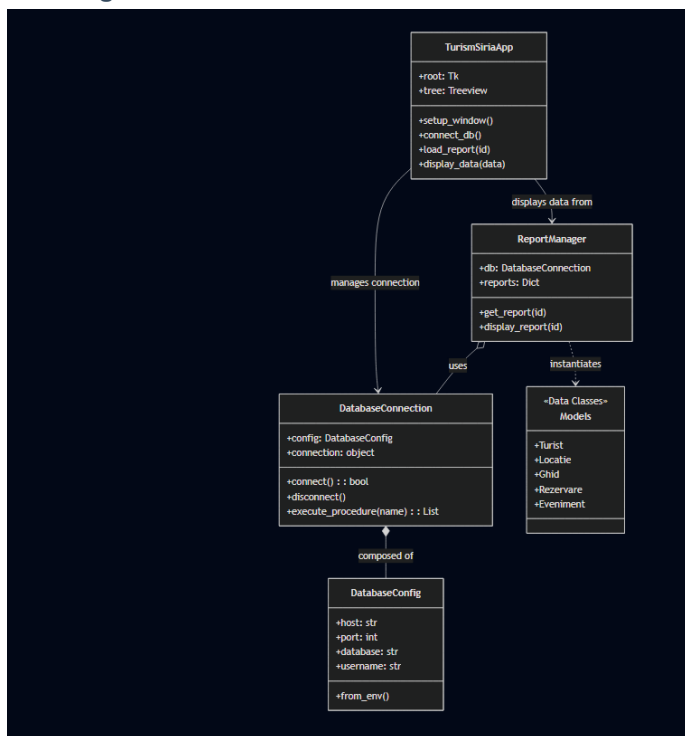 TurismSiriaApp
+root: Tk
+tree: Treeview
+setup_window()
+connect_db()
+load_report(id)
+display_data(data)
displays data from
ReportManager
+db: DatabaseConnection
+reports: Dict
+get_report(id)
+display_report(id)
manages connection
uses
instantiates
DatabaseConnection
+config: DatabaseConfig
+connection: object
+connect() : : bool
+disconnect()
+execute_procedure(name) : : List
«Data Classes»
Models
+Turist
+Locatie
+Ghid
+Rezervare
+Eveniment
composed of
DatabaseConfig
+host: str
+port: int
+database: str
+username: str
+from_env()